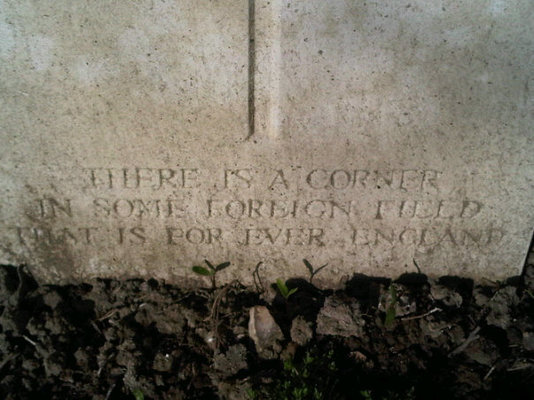 THERE IS A CORNER
IN SOME FOREIGN FIELD
THAT IS FOR EVER ENGLAND